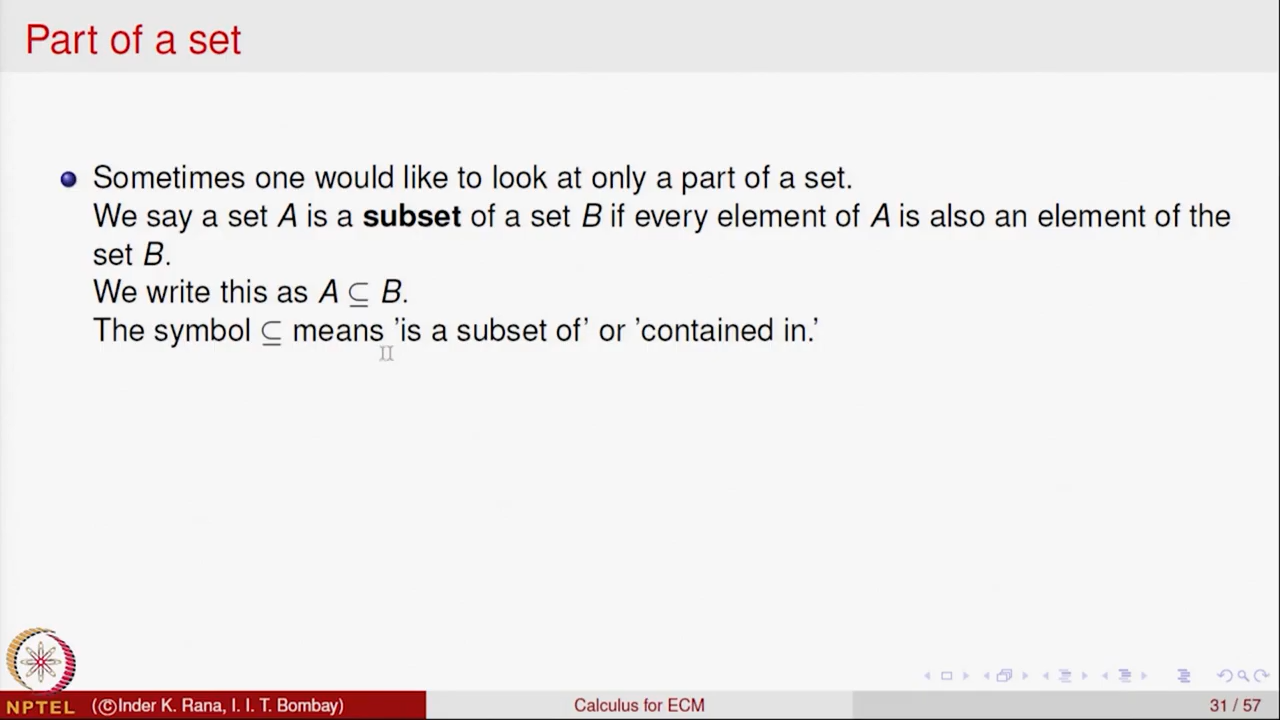 Part of a set
Sometimes one would like to look at only a part of a set.
We say a set A is a subset of a set B if every element of A is also an element of the
set B.
We write this as A ⊆ B.
The symbol ⊆ means 'is a subset of' or 'contained in.'
NPTEL
(©Inder K. Rana, I. I. T. Bombay)
Calculus for ECM
31 / 57